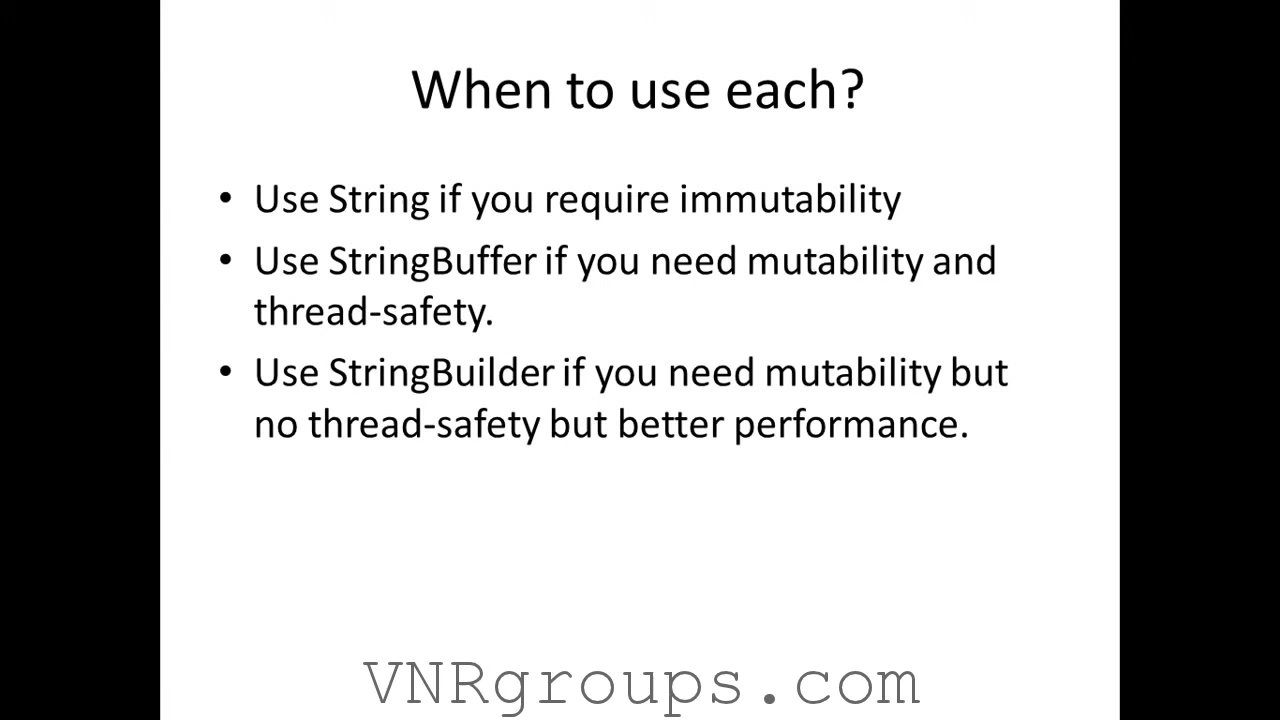 When to use each?
• Use String if you require immutability
• Use StringBuffer if you need mutability and
thread-safety.
• Use StringBuilder if you need mutability but
no thread-safety but better performance.
VNRgroups.com